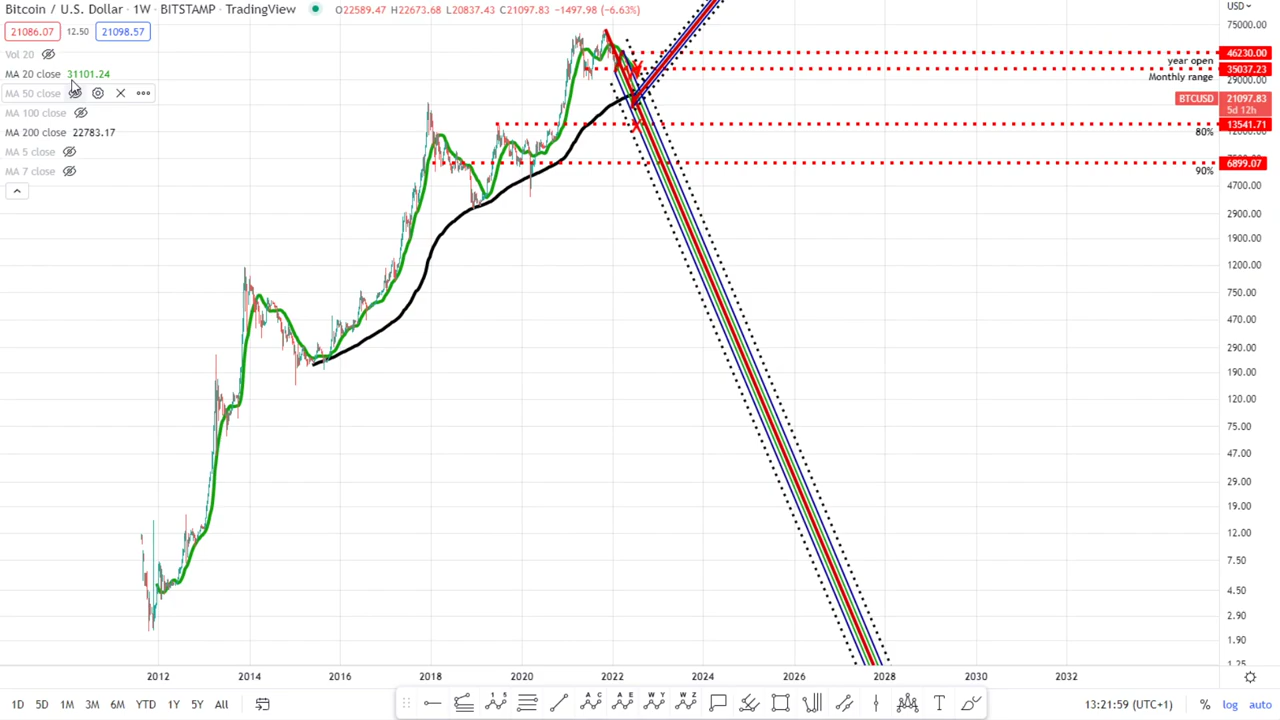 Bitcoin / U.S. Dollar · 1W · BITSTAMP · TradingView O22589.47 H22673.68 L20837.43 C21097.83 −1497.98 (−6.63%)
USD
21086.07 12.50 21098.57
75000.00
Vol 20
46230.00
year open
35037.23
MA 20 close 31101.24
Monthly range
29000.00
MA 50 close
BTCUSD 21097.83
5d 12h
MA 100 close
13541.71
MA 200 close 22783.17
80%
MA 5 close
6899.07
MA 7 close
90%
4700.00
2900.00
1900.00
1200.00
750.00
470.00
290.00
190.00
120.00
75.00
47.00
29.00
19.00
12.00
7.50
4.50
2.90
1.90
1.25
2012 2014 2016 2018 2020 2022 2024 2026 2028 2030 2032
1D 5D 1M 3M 6M YTD 1Y 5Y All 13:21:59 (UTC+1) % log auto